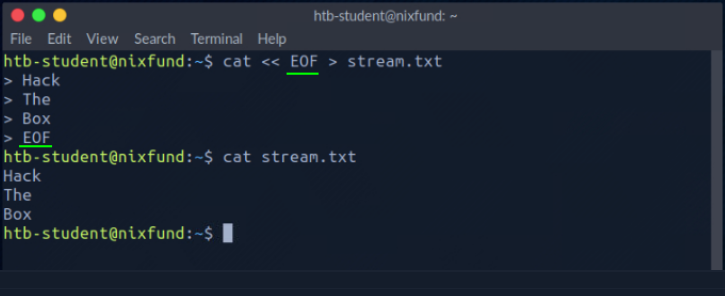 htb-student@nixfund: ~
File Edit View Search Terminal Help
htb-student@nixfund:~$ cat << EOF > stream.txt
> Hack
> The
> Box
> EOF
htb-student@nixfund:~$ cat stream.txt
Hack
The
Box
htb-student@nixfund:~$